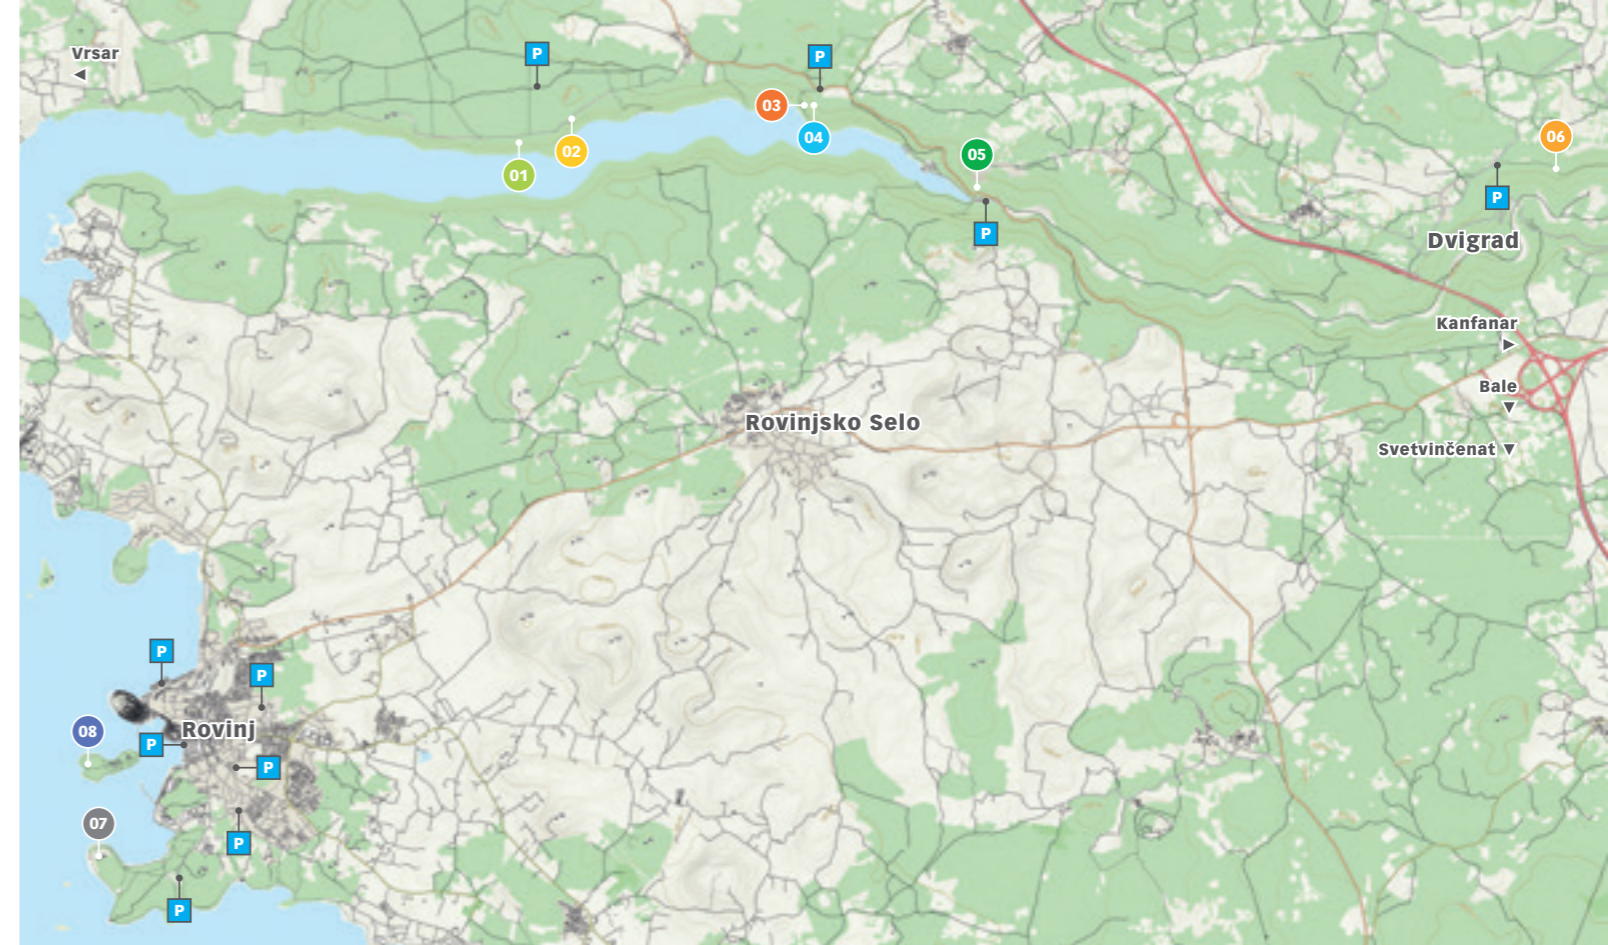 Vrsar
◀
P
P
03
04
02
01
05
06
P
P
Dvigrad
Kanfanar
▶
Bale
▼
Rovinjsko Selo
Svetvinčenat ▼
P
P
08
Rovinj
P
P
07
P
P